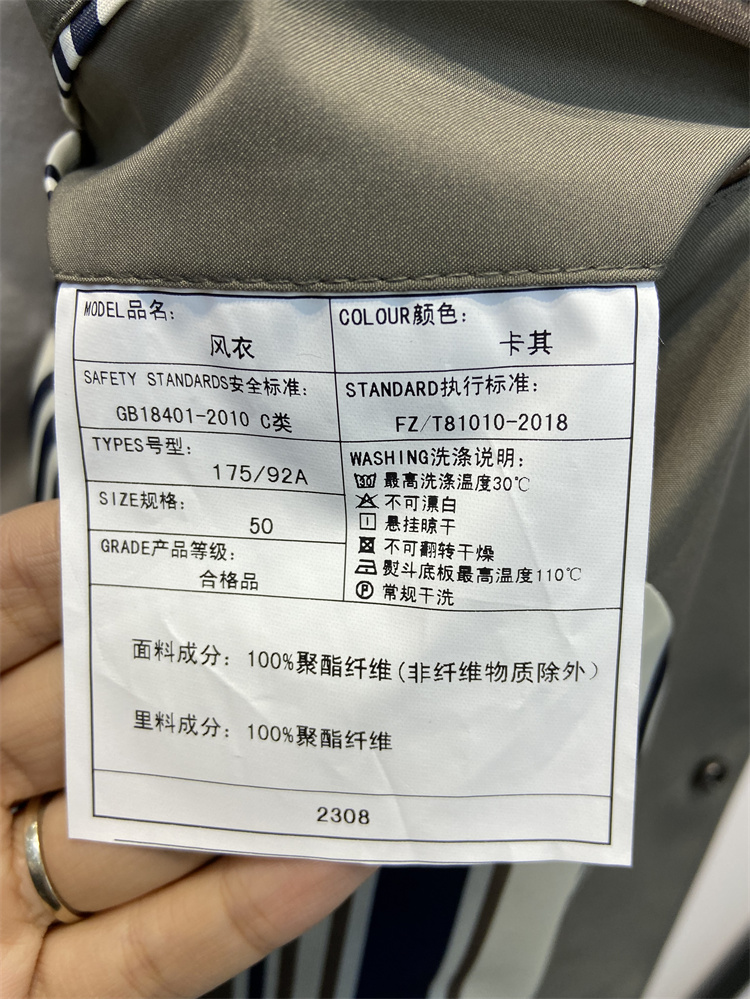 MODEL品名:
风衣
COLOUR颜色:
卡其
SAFETY STANDARDS安全标准:
GB18401-2010 C类
STANDARD执行标准:
FZ/T81010-2018
TYPES号型:
175/92A
SIZE规格:
50
GRADE产品等级:
合格品
WASHING洗涤说明:
30 最高洗涤温度30℃
不可漂白
悬挂晾干
不可翻转干燥
熨斗底板最高温度110℃
P 常规干洗
面料成分: 100%聚酯纤维(非纤维物质除外)
里料成分: 100%聚酯纤维
2308